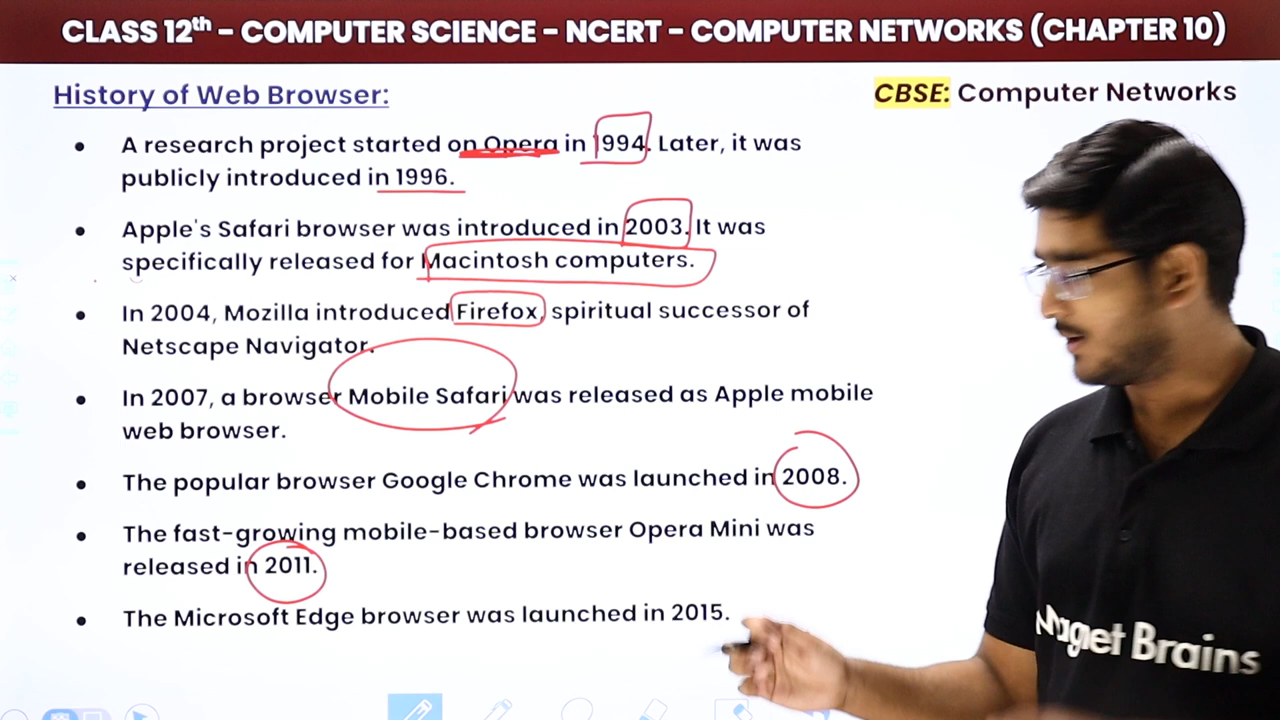 CLASS 12th – COMPUTER SCIENCE – NCERT – COMPUTER NETWORKS (CHAPTER 10)
History of Web Browser:
CBSE: Computer Networks
• A research project started on Opera in 1994. Later, it was
publicly introduced in 1996.
• Apple's Safari browser was introduced in 2003. It was
specifically released for Macintosh computers.
• In 2004, Mozilla introduced Firefox, spiritual successor of
Netscape Navigator.
• In 2007, a browser Mobile Safari was released as Apple mobile
web browser.
• The popular browser Google Chrome was launched in 2008.
• The fast-growing mobile-based browser Opera Mini was
released in 2011.
• The Microsoft Edge browser was launched in 2015.
Magnet Brains